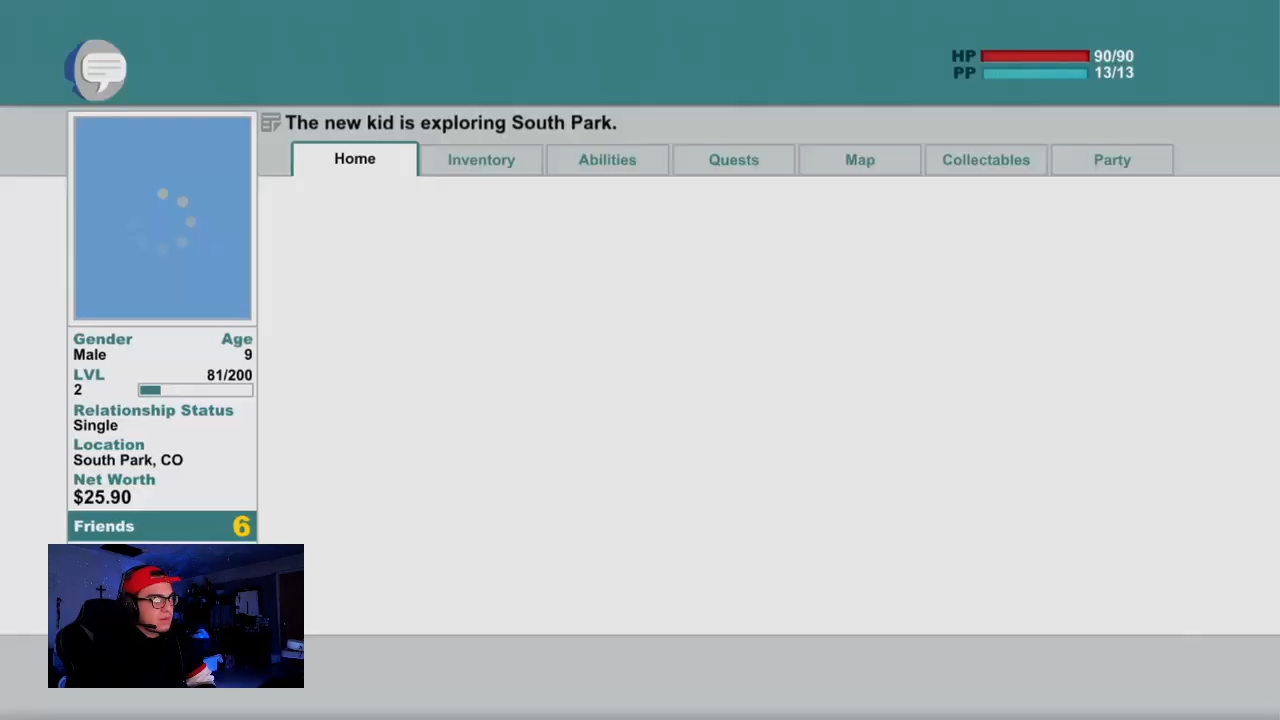 HP 90/90
PP 13/13
The new kid is exploring South Park.
Home Inventory Abilities Quests Map Collectables Party
Gender Age
Male 9
LVL 81/200
2
Relationship Status
Single
Location
South Park, CO
Net Worth
$25.90
Friends 6